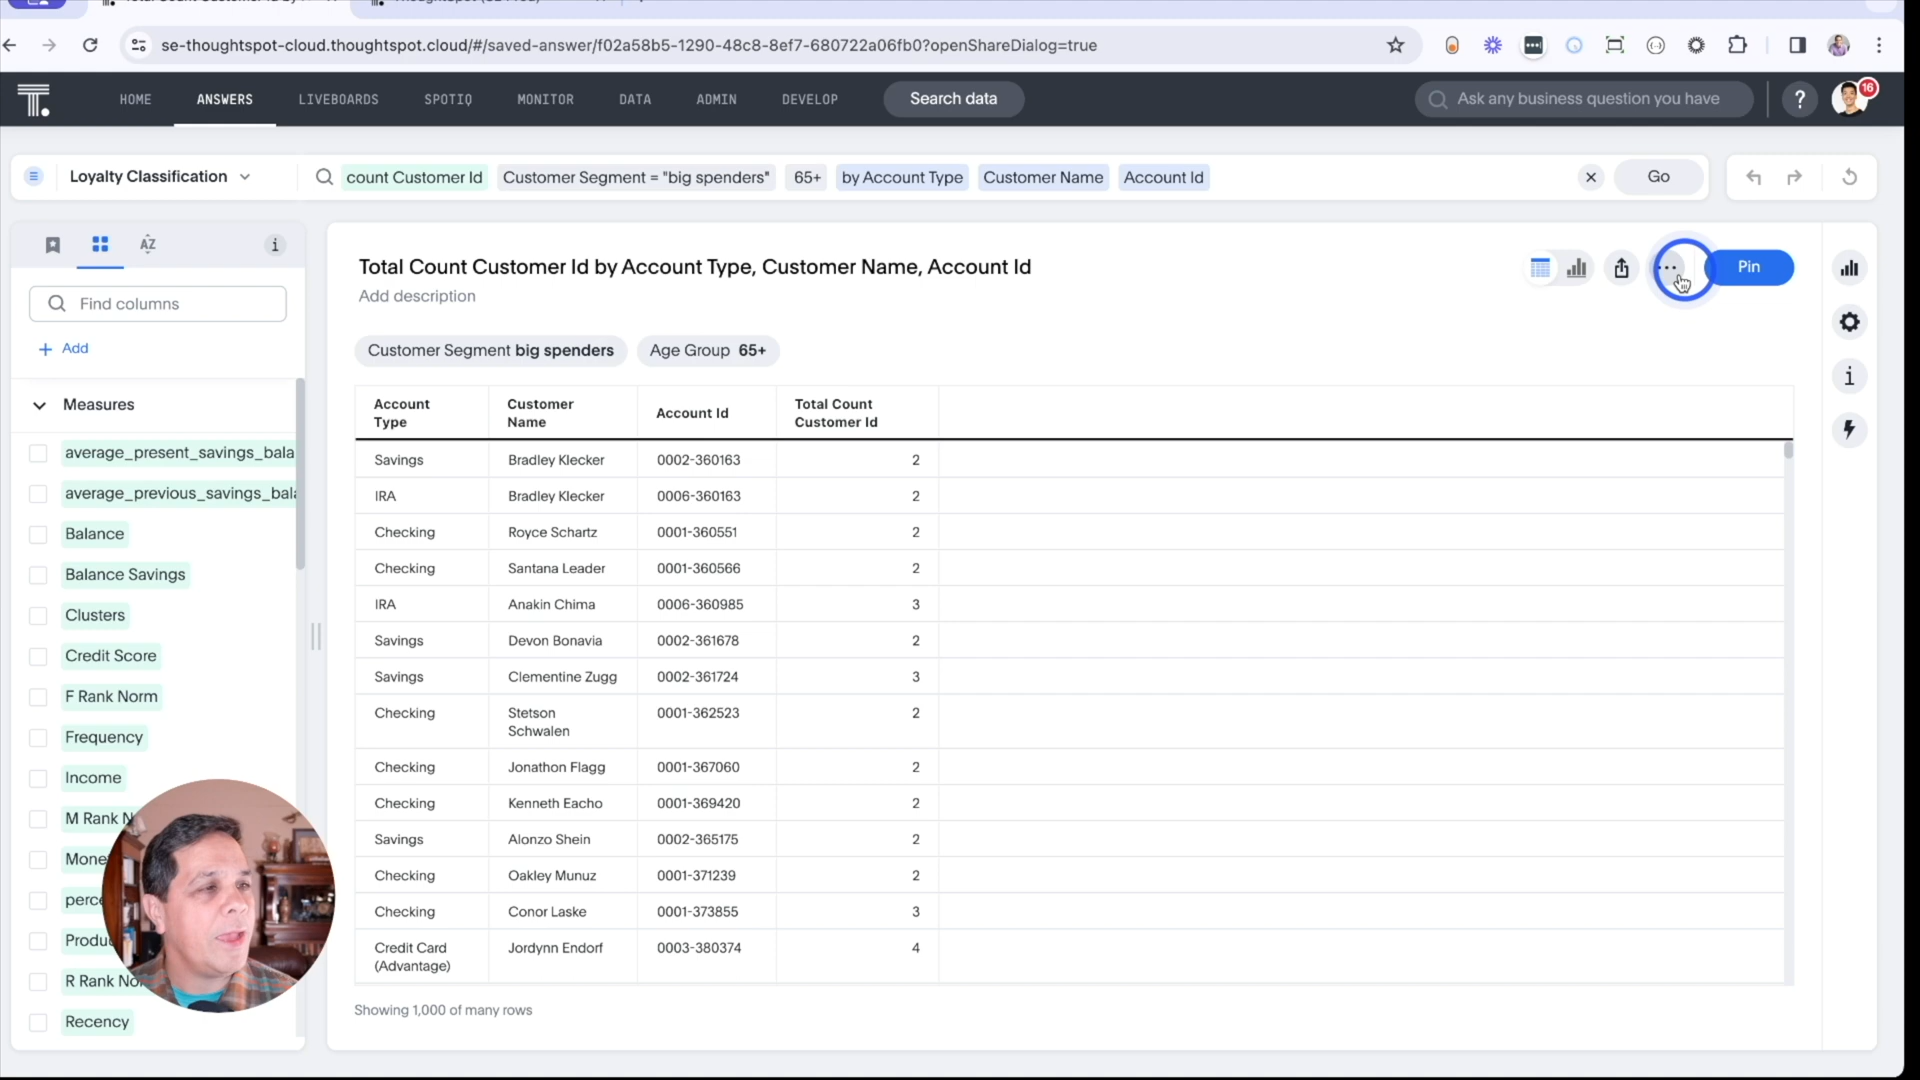 se-thoughtspot-cloud.thoughtspot.cloud/#/saved-answer/f02a58b5-1290-48c8-8ef7-680722a06fb0?openShareDialog=true
T.
HOME
ANSWERS
LIVEBOARDS
SPOTIQ
MONITOR
DATA
ADMIN
DEVELOP
Search data
Ask any business question you have
?
16
Loyalty Classification
count Customer Id
Customer Segment = "big spenders"
65+
by Account Type
Customer Name
Account Id
Go
AZ
i
Find columns
+ Add
Measures
average_present_savings_bala
average_previous_savings_bala
Balance
Balance Savings
Clusters
Credit Score
F Rank Norm
Frequency
Income
M Rank N
Mone
perce
Produ
R Rank No
Recency
Total Count Customer Id by Account Type, Customer Name, Account Id
Add description
Pin
Customer Segment big spenders
Age Group 65+
Account Type | Customer Name | Account Id | Total Count Customer Id
Savings Bradley Klecker 0002-360163 2
IRA Bradley Klecker 0006-360163 2
Checking Royce Schartz 0001-360551 2
Checking Santana Leader 0001-360566 2
IRA Anakin Chima 0006-360985 3
Savings Devon Bonavia 0002-361678 2
Savings Clementine Zugg 0002-361724 3
Checking Stetson Schwalen 0001-362523 2
Checking Jonathon Flagg 0001-367060 2
Checking Kenneth Eacho 0001-369420 2
Savings Alonzo Shein 0002-365175 2
Checking Oakley Munuz 0001-371239 2
Checking Conor Laske 0001-373855 3
Credit Card (Advantage) Jordynn Endorf 0003-380374 4
Showing 1,000 of many rows
i